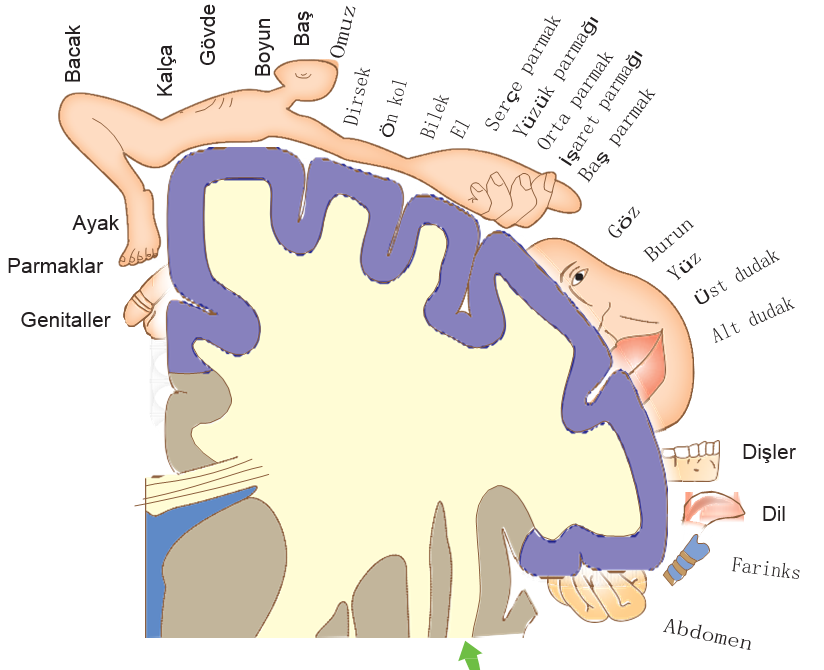 Bacak
Kalça
Gövde
Boyun
Baş
Omuz
Dirsek
Ön kol
Bilek
El
Serçe parmak
Yüzük parmağı
Orta parmak
İşaret parmağı
Baş parmak
Göz
Burun
Yüz
Üst dudak
Alt dudak
Ayak
Parmaklar
Genitaller
Dişler
Dil
Farinks
Abdomen